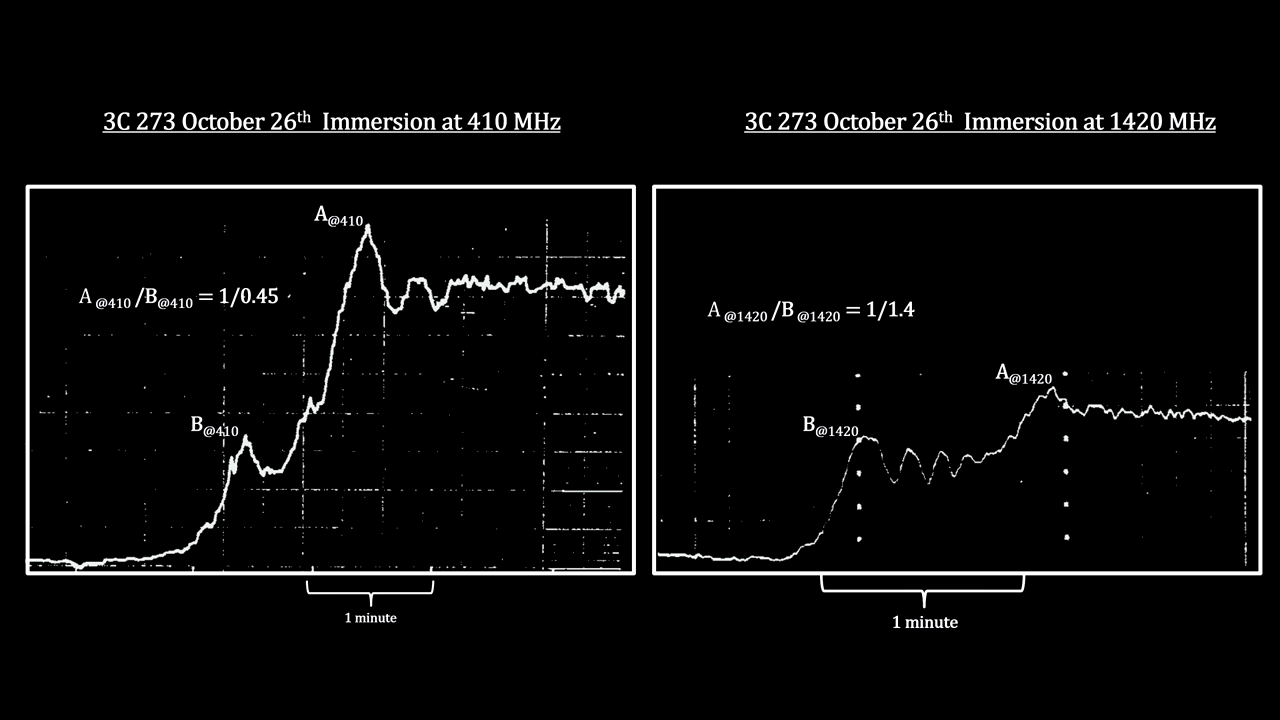 3C 273 October 26th Immersion at 410 MHz
3C 273 October 26th Immersion at 1420 MHz
A@410
A @410 /B@410 = 1/0.45
B@410
1 minute
A @1420 /B @1420 = 1/1.4
A@1420
B@1420
1 minute